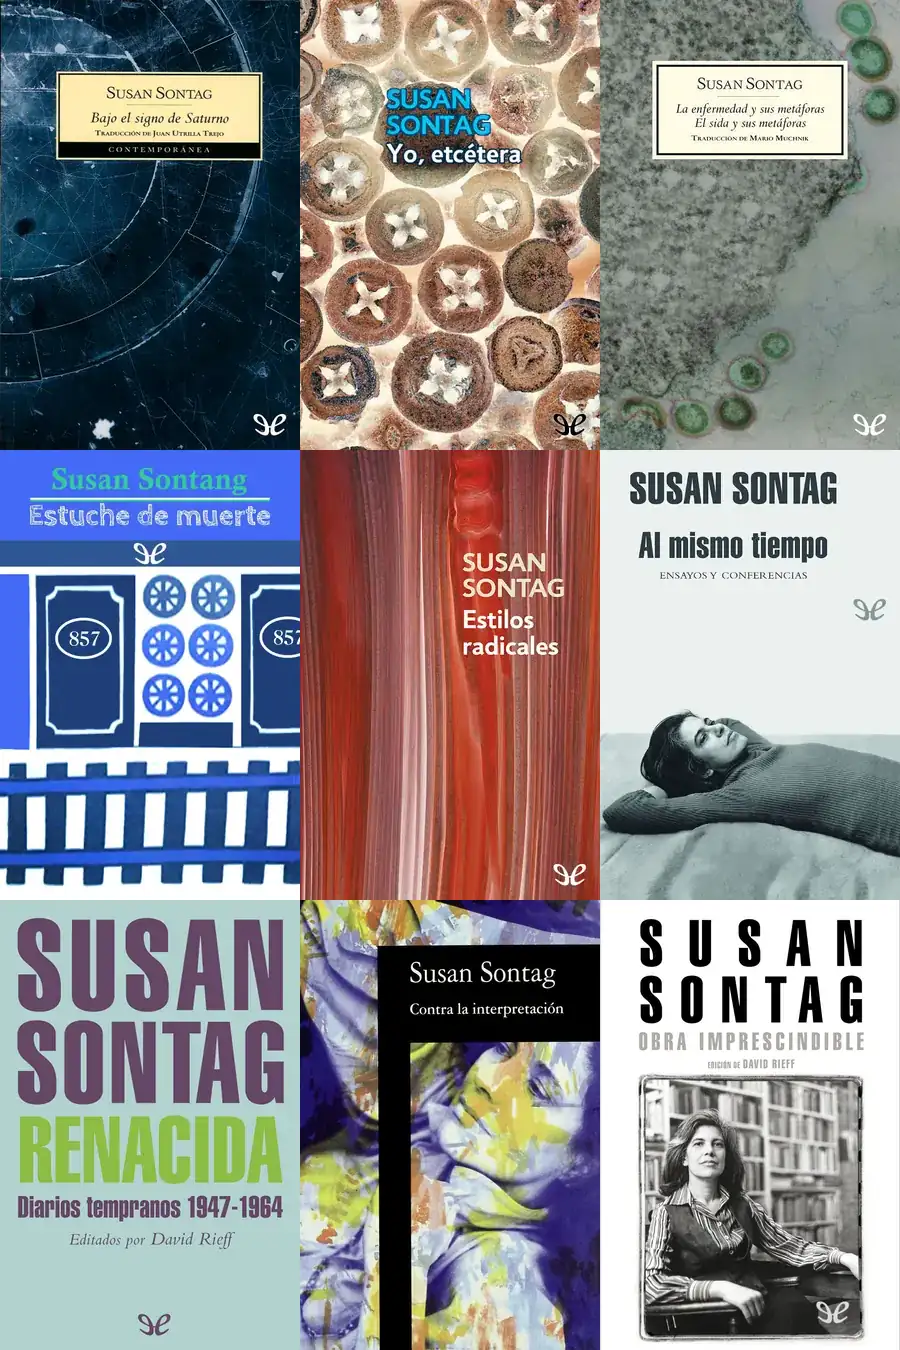 SUSAN SONTAG
Bajo el signo de Saturno
TRADUCCIÓN DE JUAN UTRILLA TREJO
CONTEMPORÁNEA
SUSAN
SONTAG
Yo, etcétera
SUSAN SONTAG
La enfermedad y sus metáforas
El sida y sus metáforas
TRADUCCIÓN DE MARIO MUCHNIK
Susan Sontang
Estuche de muerte
857
857
SUSAN
SONTAG
Estilos
radicales
SUSAN SONTAG
Al mismo tiempo
ENSAYOS Y CONFERENCIAS
SUSAN
SONTAG
RENACIDA
Diarios tempranos 1947-1964
Editados por David Rieff
Susan Sontag
Contra la interpretación
SUSAN
SONTAG
OBRA IMPRESCINDIBLE
EDICIÓN DE DAVID RIEFF